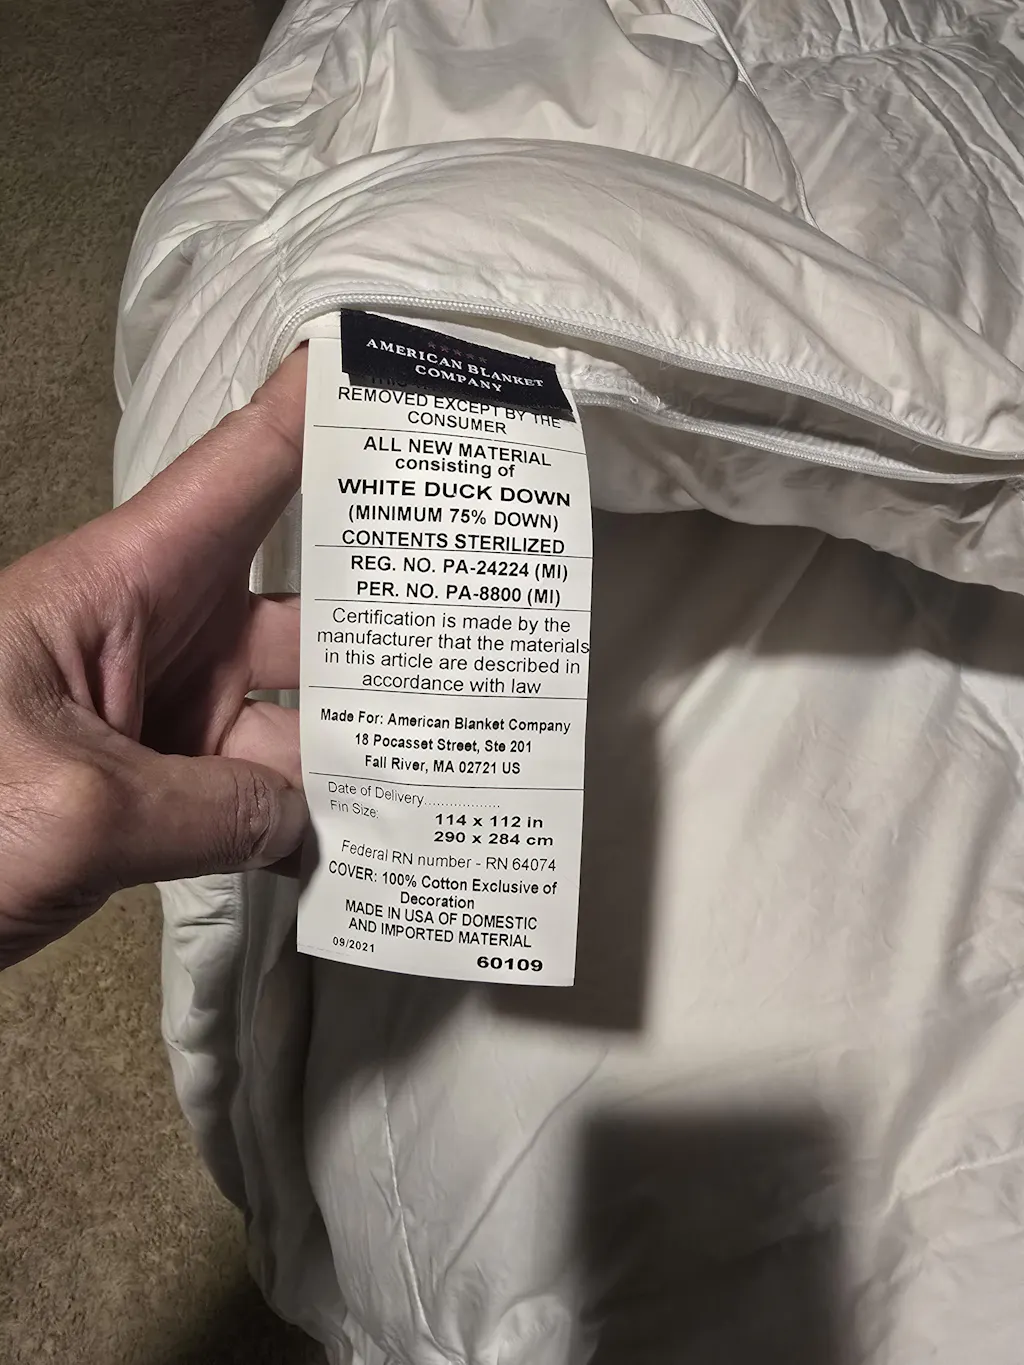 AMERICAN BLANKET
COMPANY
REMOVED EXCEPT BY THE
CONSUMER
ALL NEW MATERIAL
consisting of
WHITE DUCK DOWN
(MINIMUM 75% DOWN)
CONTENTS STERILIZED
REG. NO. PA-24224 (MI)
PER. NO. PA-8800 (MI)
Certification is made by the
manufacturer that the materials
in this article are described in
accordance with law
Made For: American Blanket Company
18 Pocasset Street, Ste 201
Fall River, MA 02721 US
Date of Delivery..................
Fin Size:
114 x 112 in
290 x 284 cm
Federal RN number - RN 64074
COVER: 100% Cotton Exclusive of
Decoration
MADE IN USA OF DOMESTIC
AND IMPORTED MATERIAL
09/2021
60109